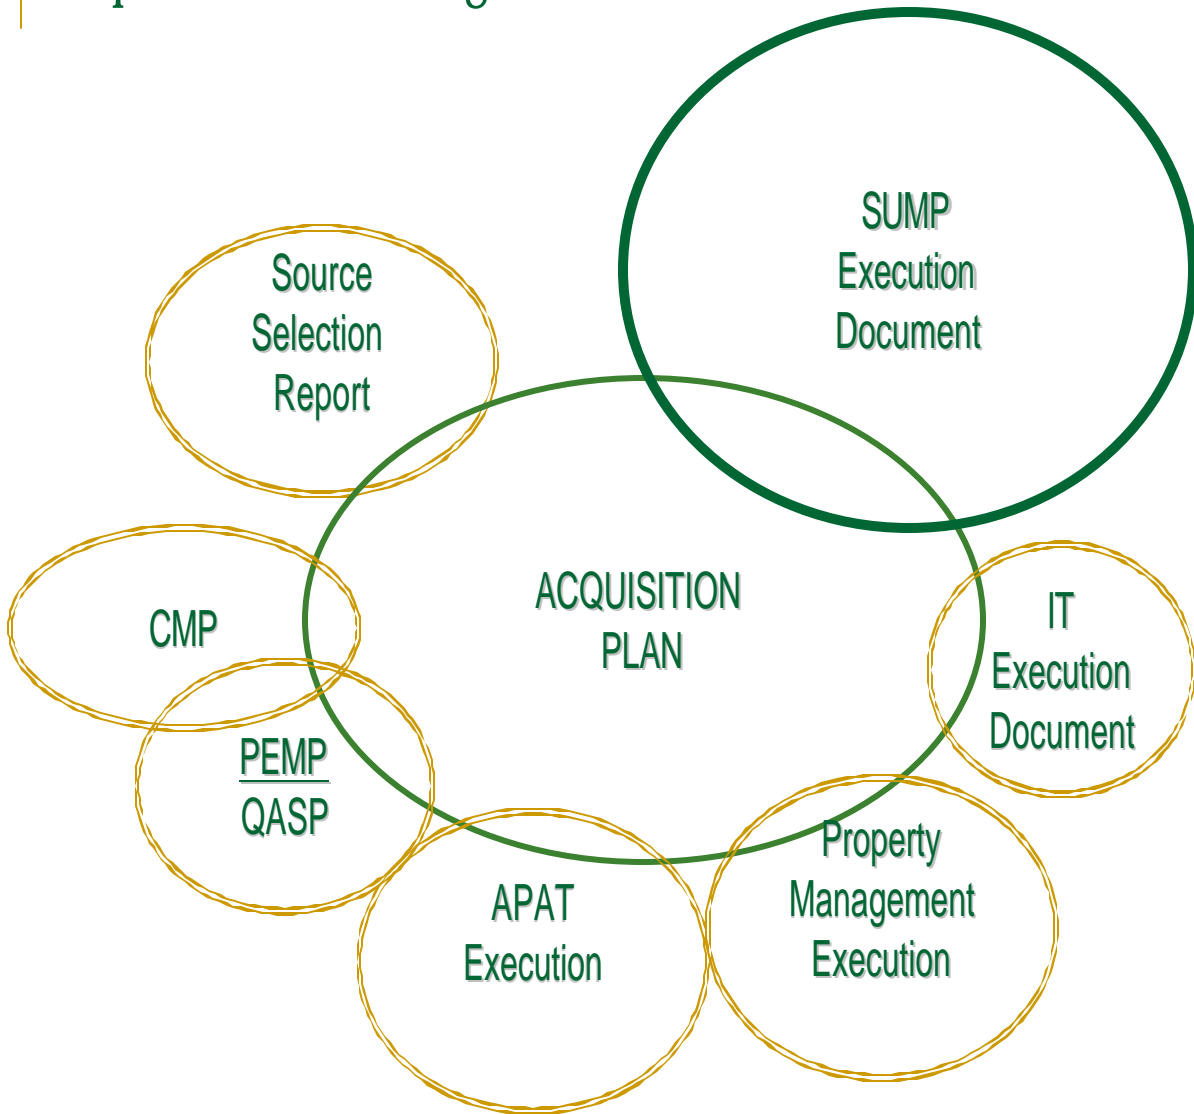 SUMP
Execution
Document
Source
Selection
Report
ACQUISITION
PLAN
CMP
IT
Execution
Document
PEMP
QASP
Property
Management
Execution
APAT
Execution